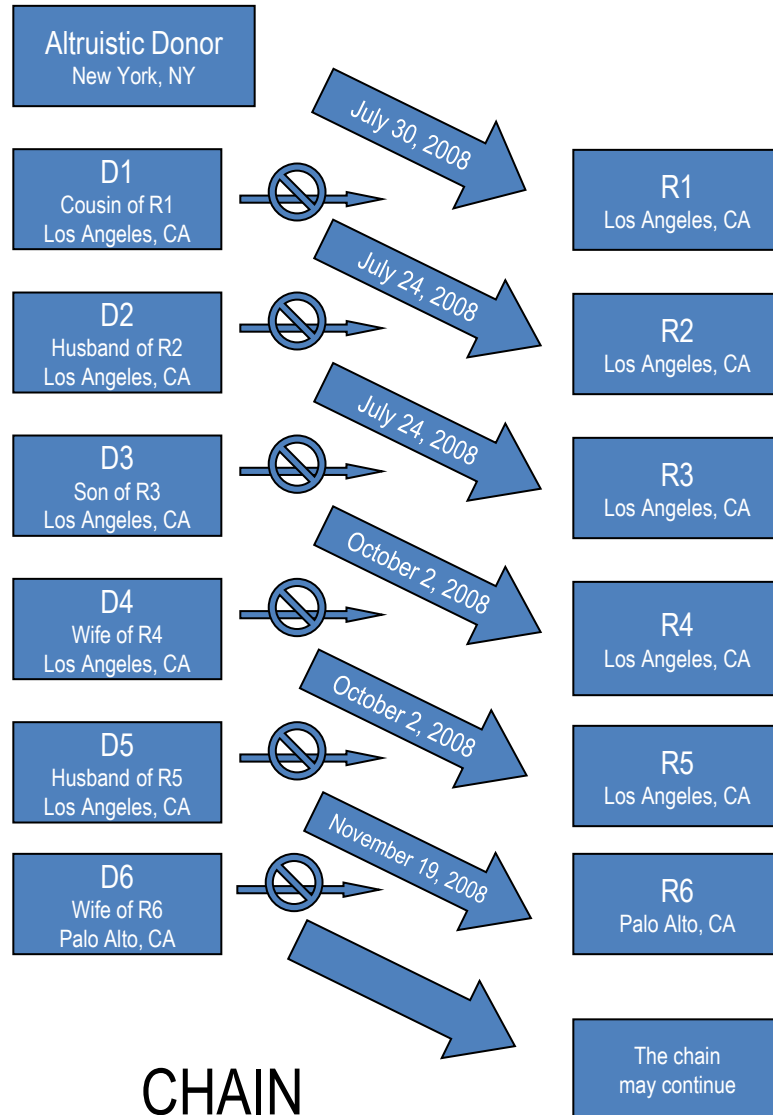 Altruistic Donor
New York, NY
July 30, 2008
D1
Cousin of R1
Los Angeles, CA
R1
Los Angeles, CA
July 24, 2008
D2
Husband of R2
Los Angeles, CA
R2
Los Angeles, CA
July 24, 2008
D3
Son of R3
Los Angeles, CA
R3
Los Angeles, CA
October 2, 2008
D4
Wife of R4
Los Angeles, CA
R4
Los Angeles, CA
October 2, 2008
D5
Husband of R5
Los Angeles, CA
R5
Los Angeles, CA
November 19, 2008
D6
Wife of R6
Palo Alto, CA
R6
Palo Alto, CA
The chain
may continue
CHAIN